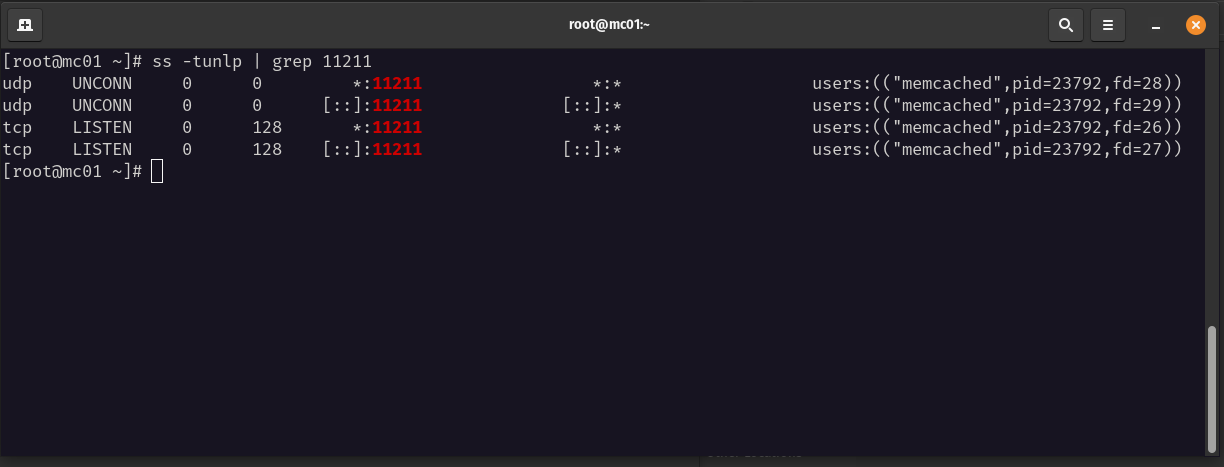 root@mc01:~
[root@mc01 ~]# ss -tunlp | grep 11211
udp    UNCONN     0      0         *:11211                 *:*                   users:(("memcached",pid=23792,fd=28))
udp    UNCONN     0      0      [::]:11211              [::]:*                   users:(("memcached",pid=23792,fd=29))
tcp    LISTEN     0      128       *:11211                 *:*                   users:(("memcached",pid=23792,fd=26))
tcp    LISTEN     0      128    [::]:11211              [::]:*                   users:(("memcached",pid=23792,fd=27))
[root@mc01 ~]#